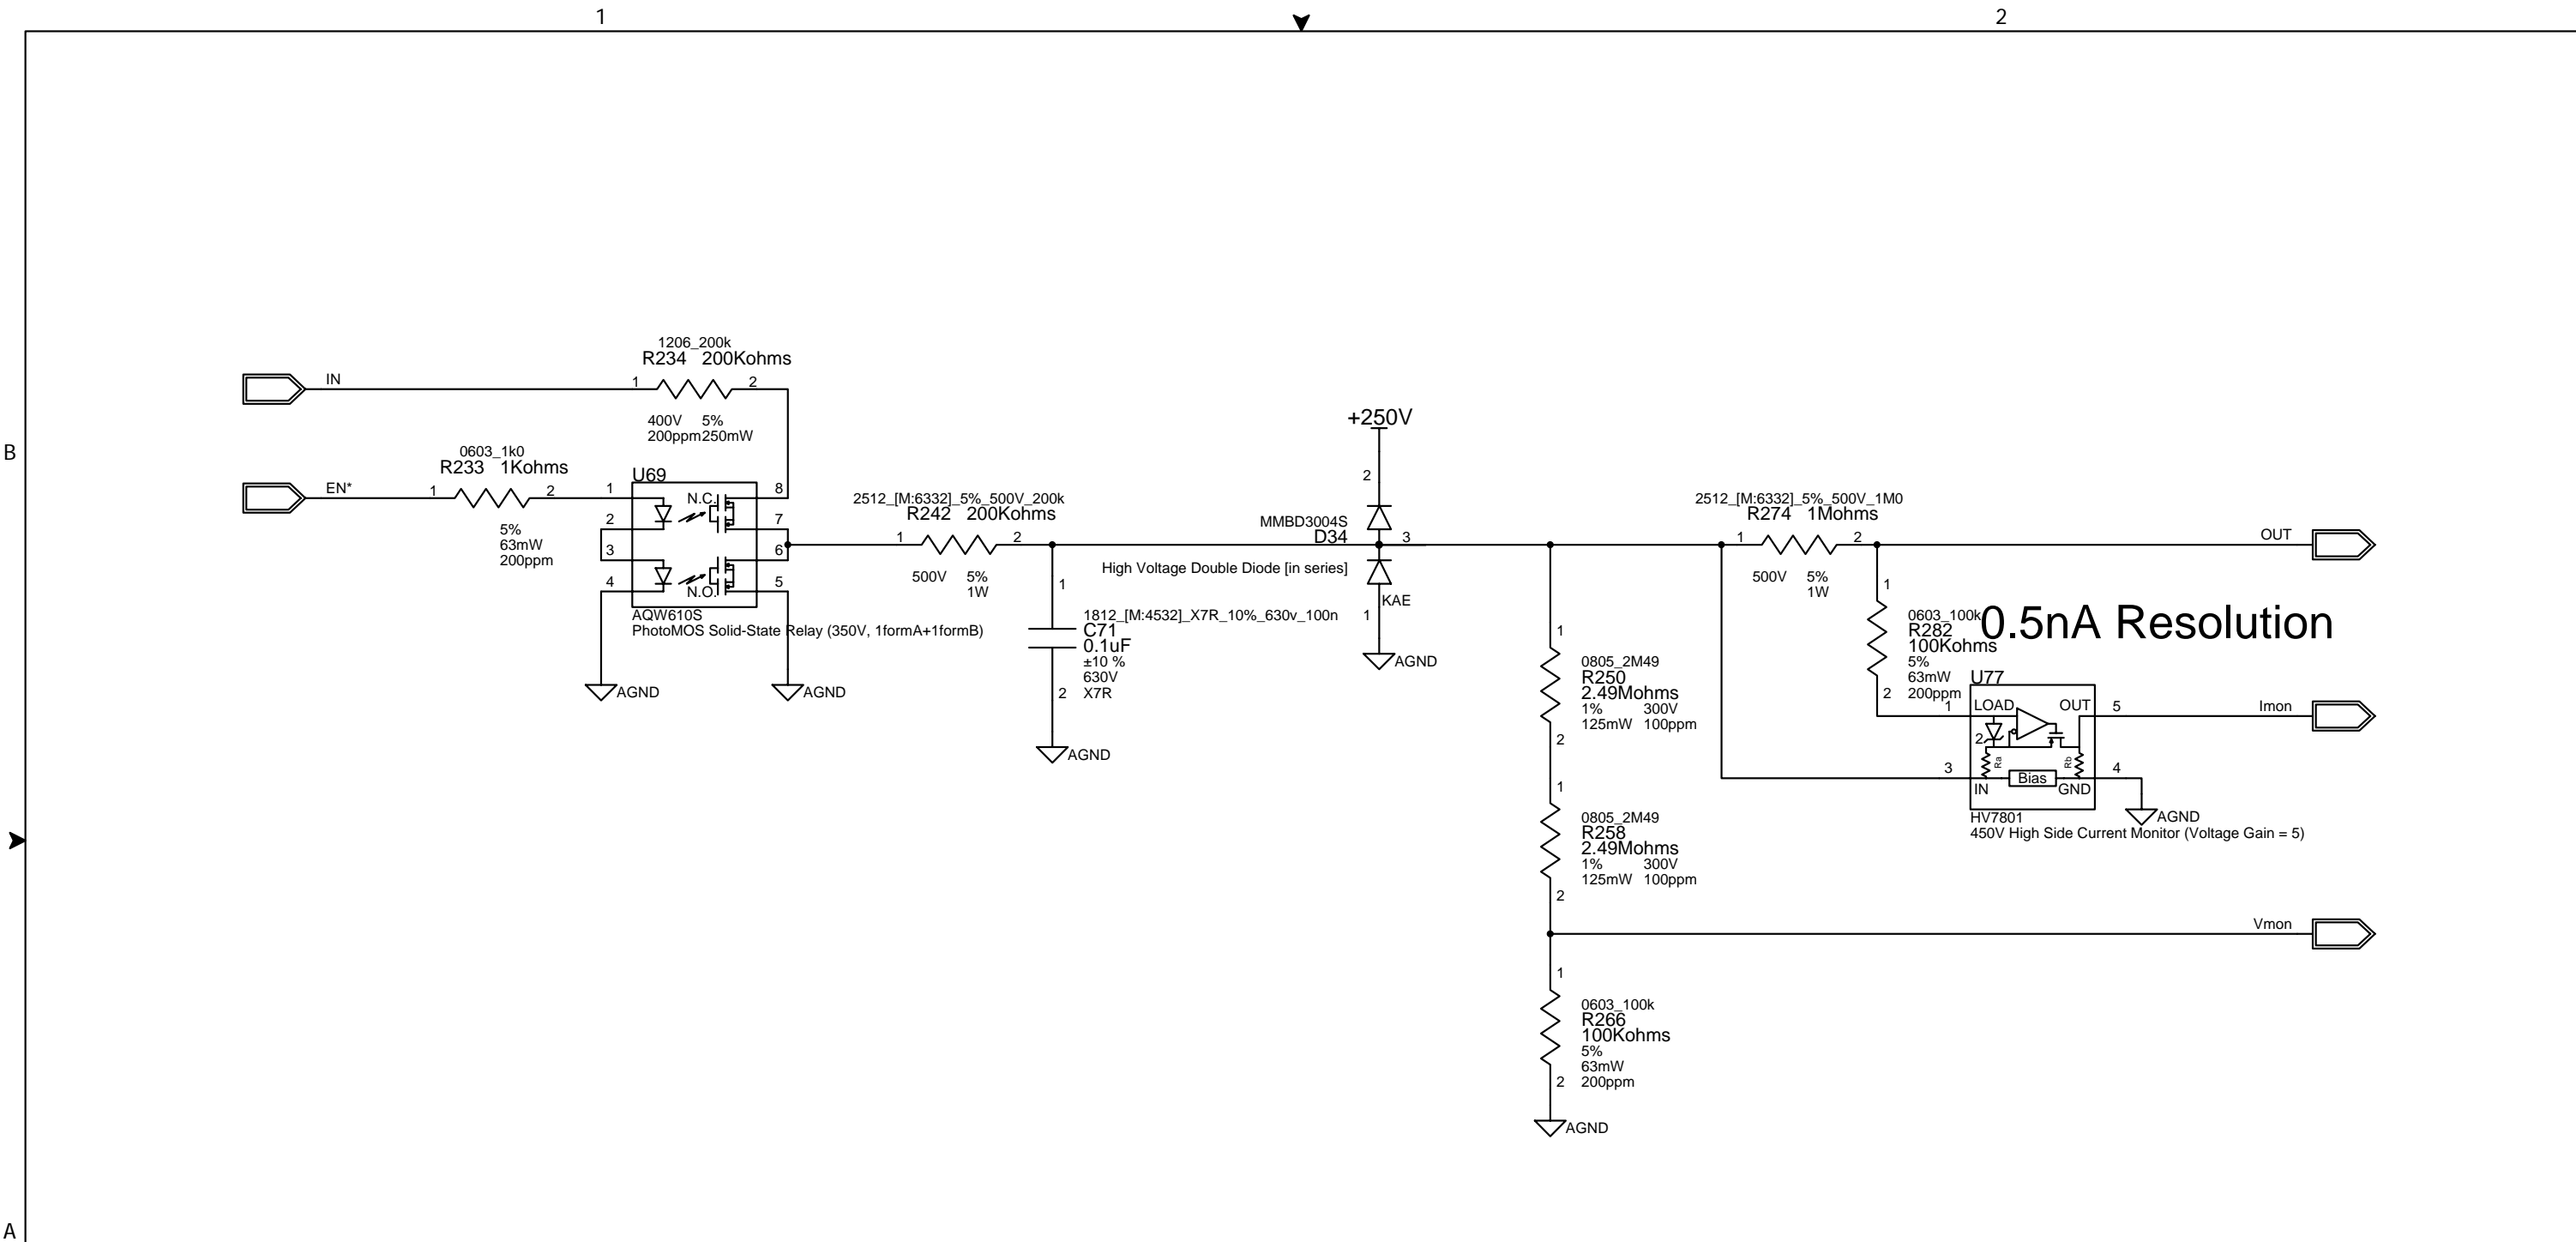 1
2
1206_200k
R234 200Kohms
IN
1
2
400V 5%
200ppm 250mW
B
0603_1k0
R233 1Kohms
EN*
1
2
5%
63mW
200ppm
U69
1
2
3
4
N.C.
N.O.
8
7
6
5
AQW610S
PhotoMOS Solid-State Relay (350V, 1formA+1formB)
AGND
AGND
2512_[M:6332]_5%_500V_200k
R242 200Kohms
1
2
500V 5%
1W
1
1812_[M:4532]_X7R_10%_630v_100n
C71
0.1uF
±10 %
630V
2
X7R
AGND
+250V
2
MMBD3004S
D34
3
High Voltage Double Diode [in series]
KAE
1
AGND
1
0805_2M49
R250
2.49Mohms
1% 300V
125mW 100ppm
2
1
0805_2M49
R258
2.49Mohms
1% 300V
125mW 100ppm
2
1
0603_100k
R266
100Kohms
5%
63mW
2
200ppm
AGND
2512_[M:6332]_5%_500V_1M0
R274 1Mohms
1
2
500V 5%
1W
OUT
1
0603_100k
R282
100Kohms
5%
63mW
2
200ppm
0.5nA Resolution
U77
1
LOAD
OUT
5
2
Ra
Rb
3
Bias
4
IN
GND
AGND
HV7801
450V High Side Current Monitor (Voltage Gain = 5)
Imon
Vmon
A